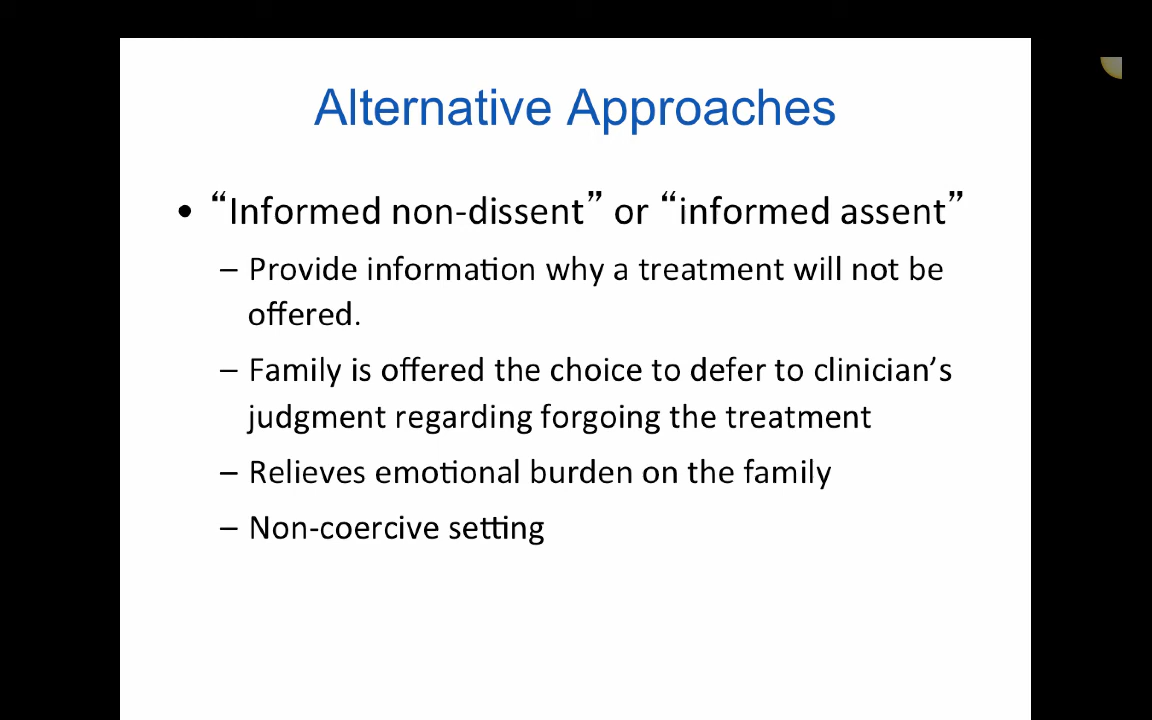 Alternative Approaches
• “Informed non-dissent” or “informed assent”
– Provide information why a treatment will not be
offered.
– Family is offered the choice to defer to clinician’s
judgment regarding forgoing the treatment
– Relieves emotional burden on the family
– Non-coercive setting